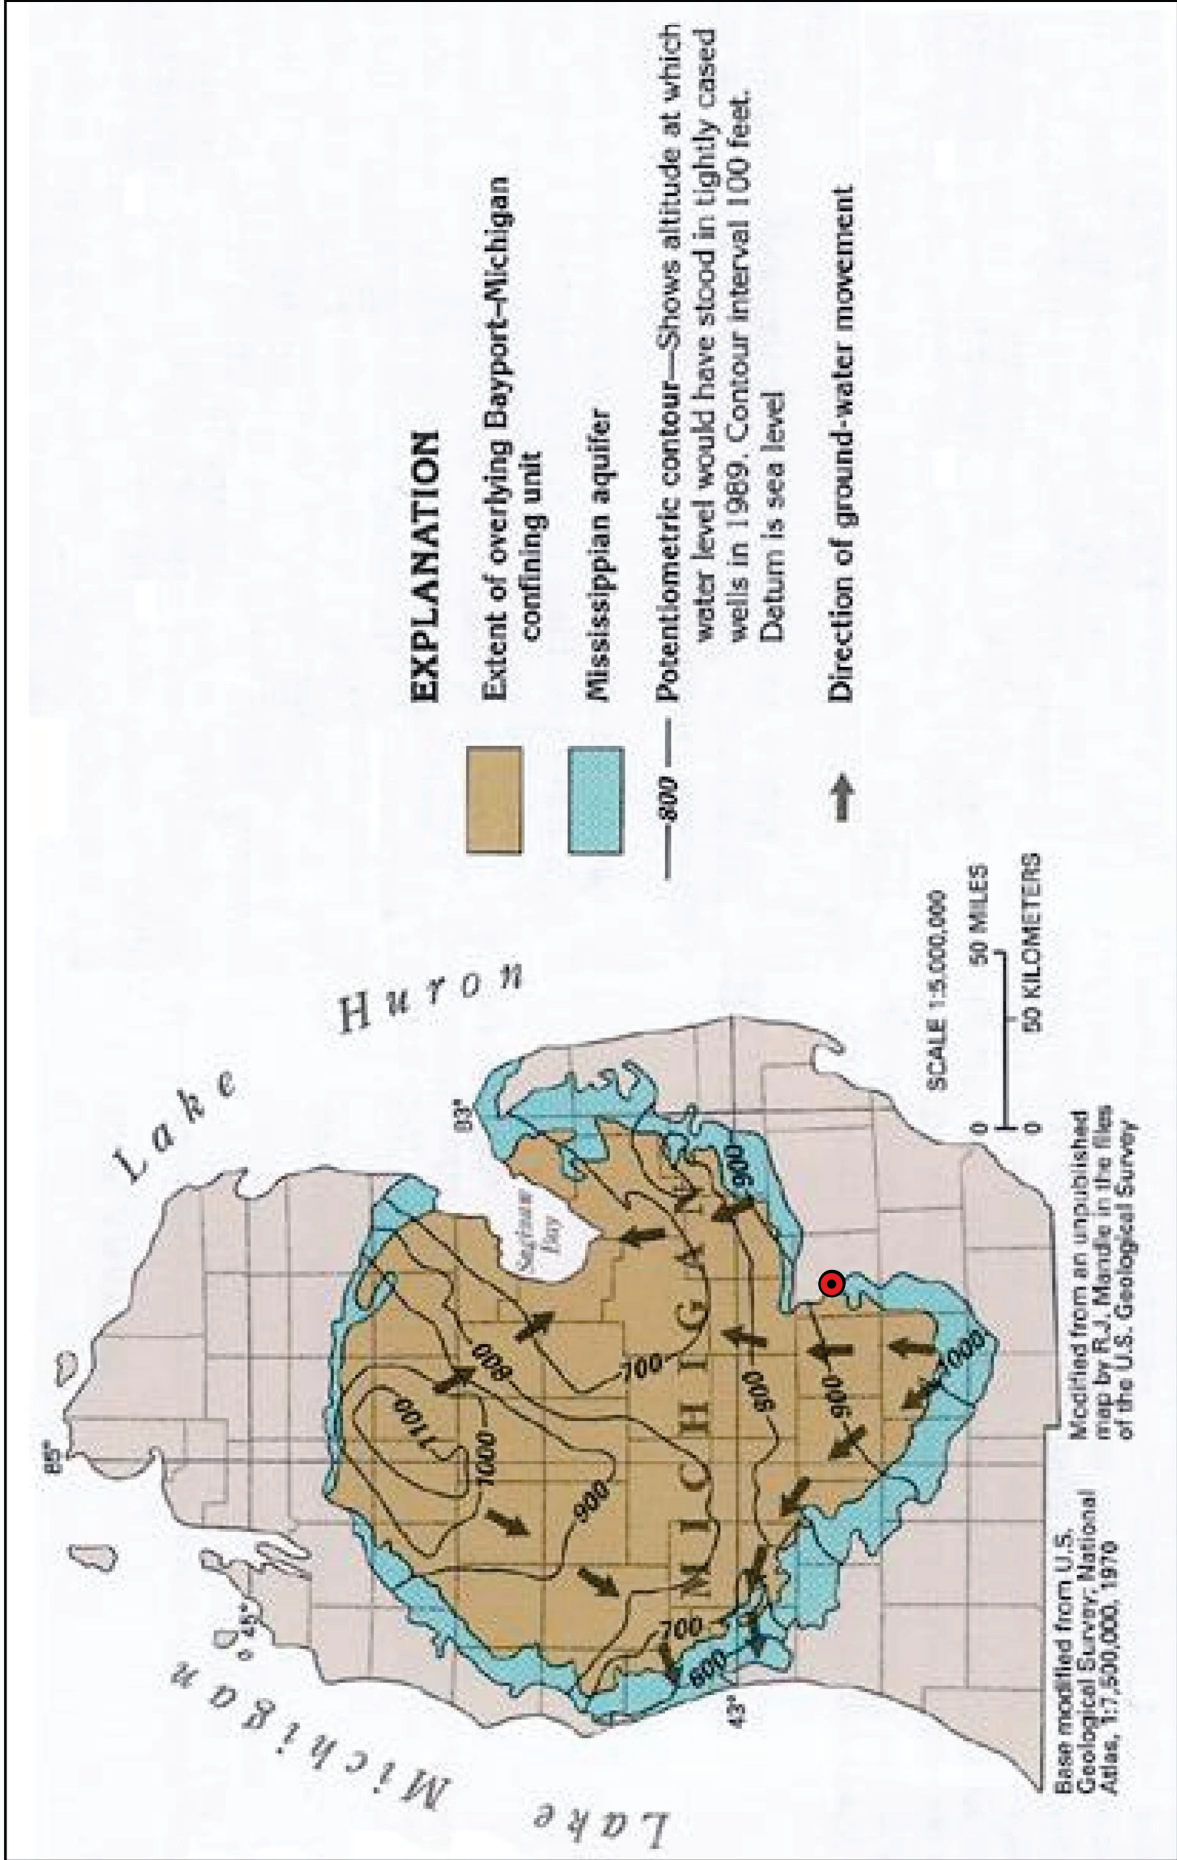 EXPLANATION
Extent of overlying Bayport–Michigan
confining unit
Mississippian aquifer
800
Potentiometric contour—Shows altitude at which
water level would have stood in tightly cased
wells in 1989. Contour interval 100 feet.
Datum is sea level
Direction of ground-water movement
Lake
Huron
Lake Michigan
Saginaw
Bay
MICHIGAN
85°
83°
45°
43°
1100
1000
900
800
700
700
600
800
900
900
1000
SCALE 1:5,000,000
0 50 MILES
0 50 KILOMETERS
Base modified from U.S.
Geological Survey; National
Atlas, 1:7,500,000, 1970
Modified from an unpublished
map by R.J. Mandle in the files
of the U.S. Geological Survey